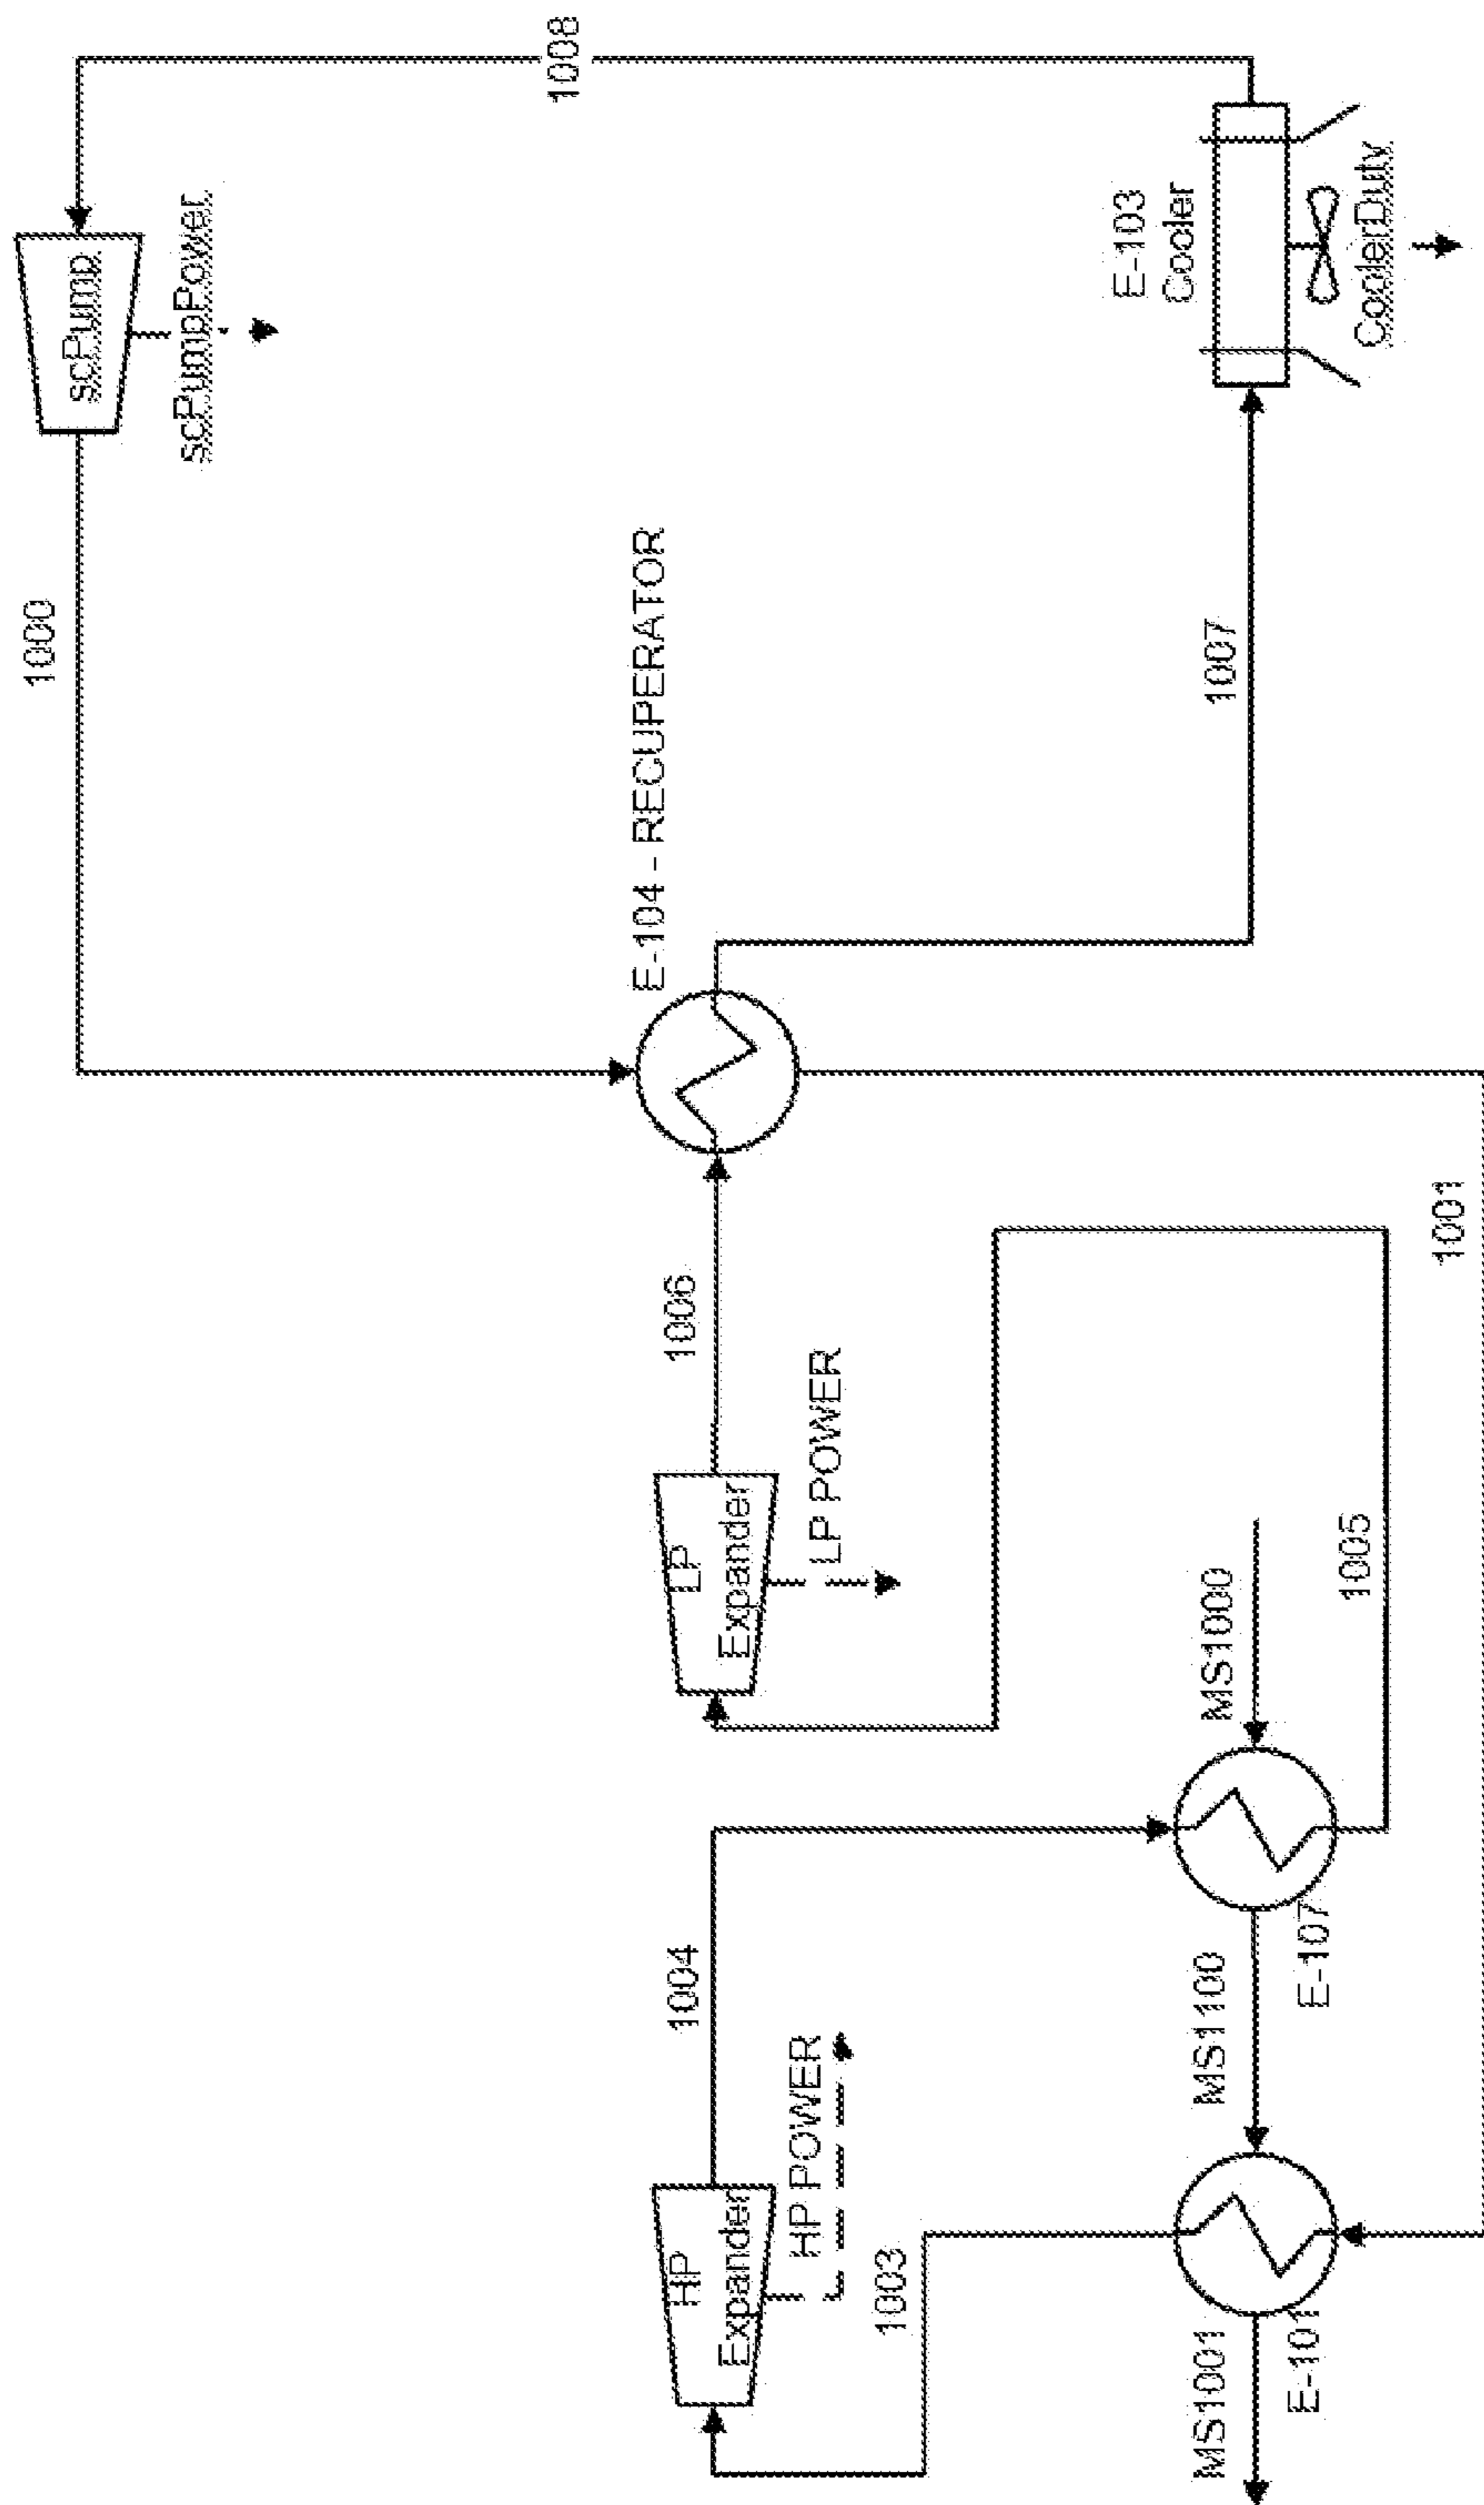 1008
scPump
scPumpPower
1000
E-103
Cooler
CoolerDuty
E-104 - RECUPERATOR
1007
1006
1001
LP
Expander
LP POWER
MS1000
1005
1004
HP
Expander
HP POWER
MS1100
E-107
1003
MS1001
E-101